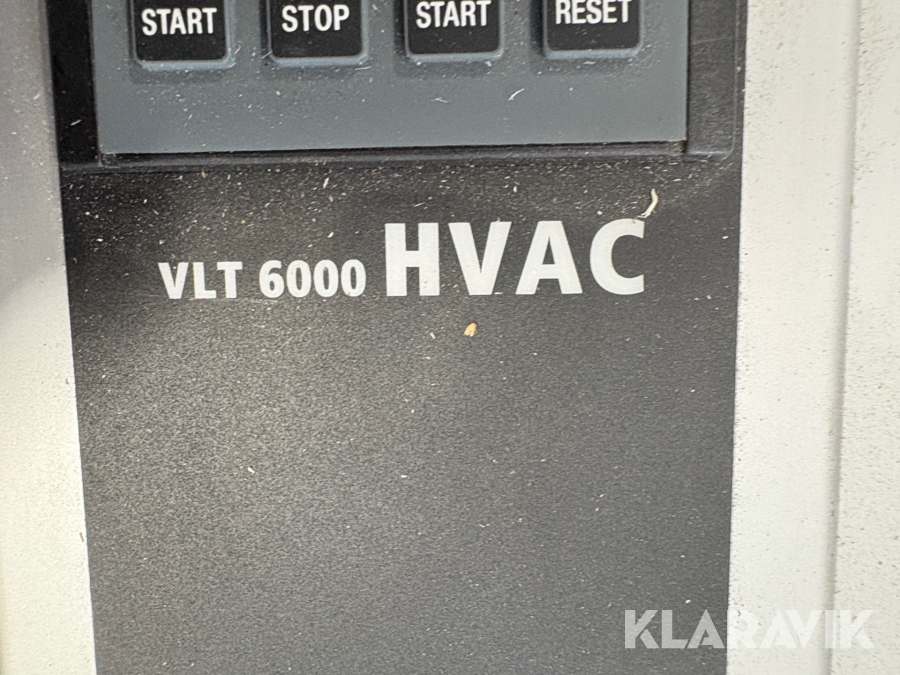 START STOP START RESET
VLT 6000 HVAC
KLARAVIK